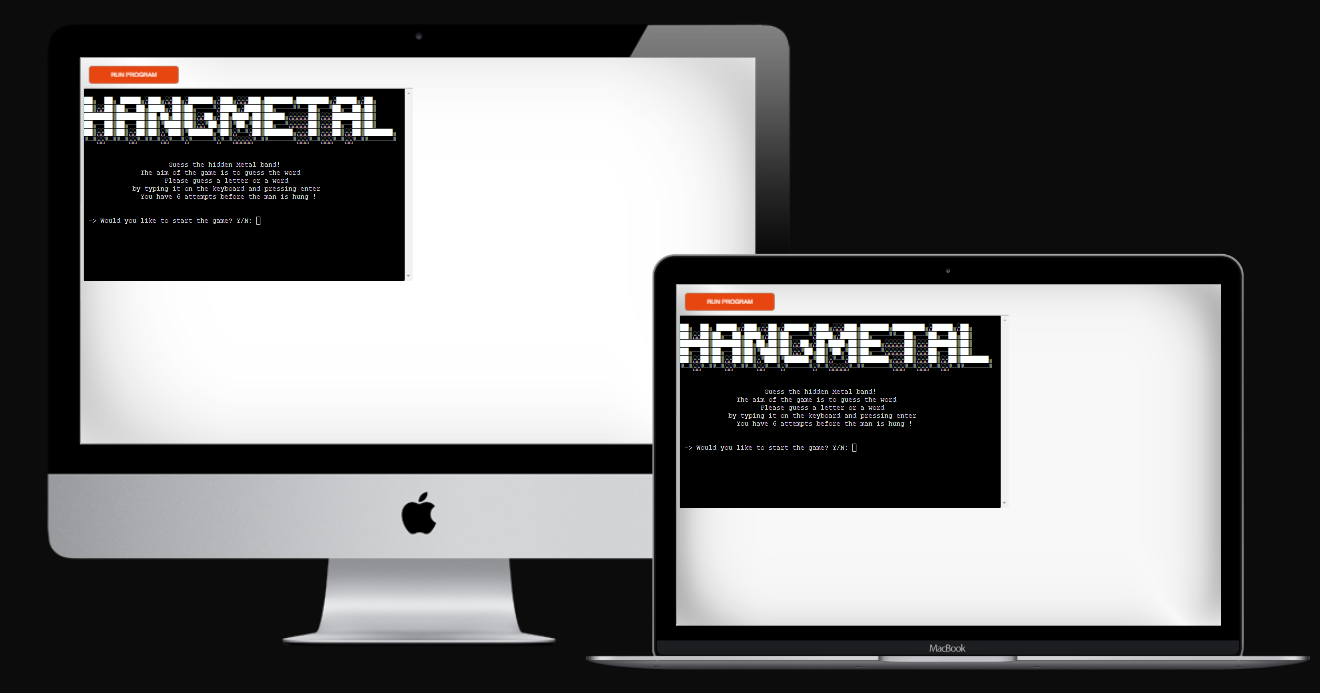 RUN PROGRAM
HANGMETAL
Guess the hidden Metal band!
The aim of the game is to guess the word
Please guess a letter or a word
by typing it on the keyboard and pressing enter
You have 6 attempts before the man is hung !
-> Would you like to start the game? Y/N:
RUN PROGRAM
HANGMETAL
Guess the hidden Metal band!
The aim of the game is to guess the word
Please guess a letter or a word
by typing it on the keyboard and pressing enter
You have 6 attempts before the man is hung !
-> Would you like to start the game? Y/N:
MacBook